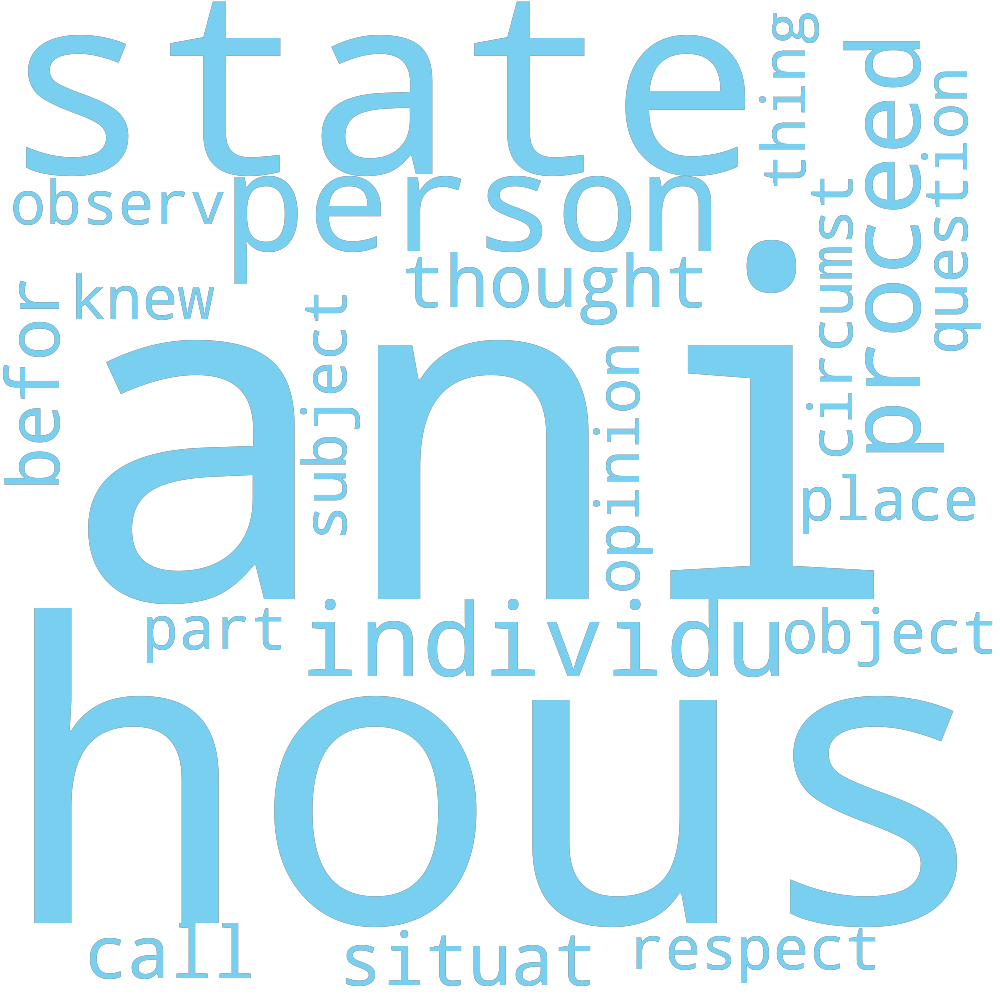 state
thing
proceed
question
observ
person
circumst
thought
knew
befor
subject
ani
opinion
place
part
individu
object
hous
call
situat
respect